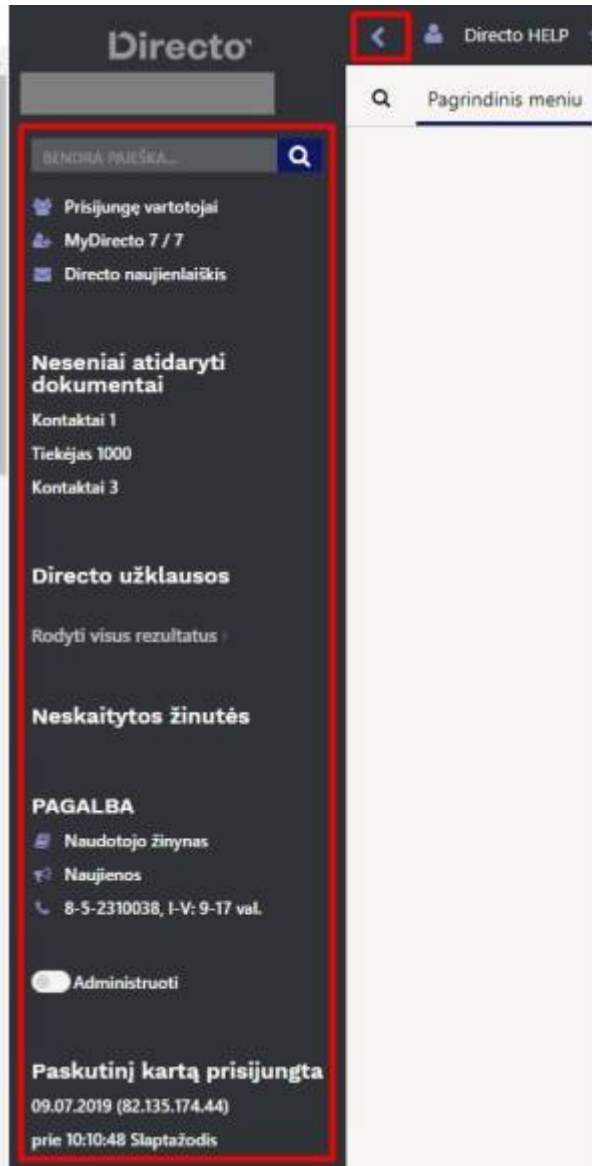 Directo
BENDRA PAIEŠKA...
Prisijungę vartotojai
MyDirecto 7 / 7
Directo naujienlaiškis
Neseniai atidaryti
dokumentai
Kontaktai 1
Tiekėjas 1000
Kontaktai 3
Directo užklausos
Rodyti visus rezultatus ›
Neskaitytos žinutės
PAGALBA
Naudotojo žinynas
Naujienos
8-5-2310038, I-V: 9-17 val.
Administruoti
Paskutinį kartą prisijungta
09.07.2019 (82.135.174.44)
prie 10:10:48 Slaptažodis
Directo HELP
Pagrindinis meniu